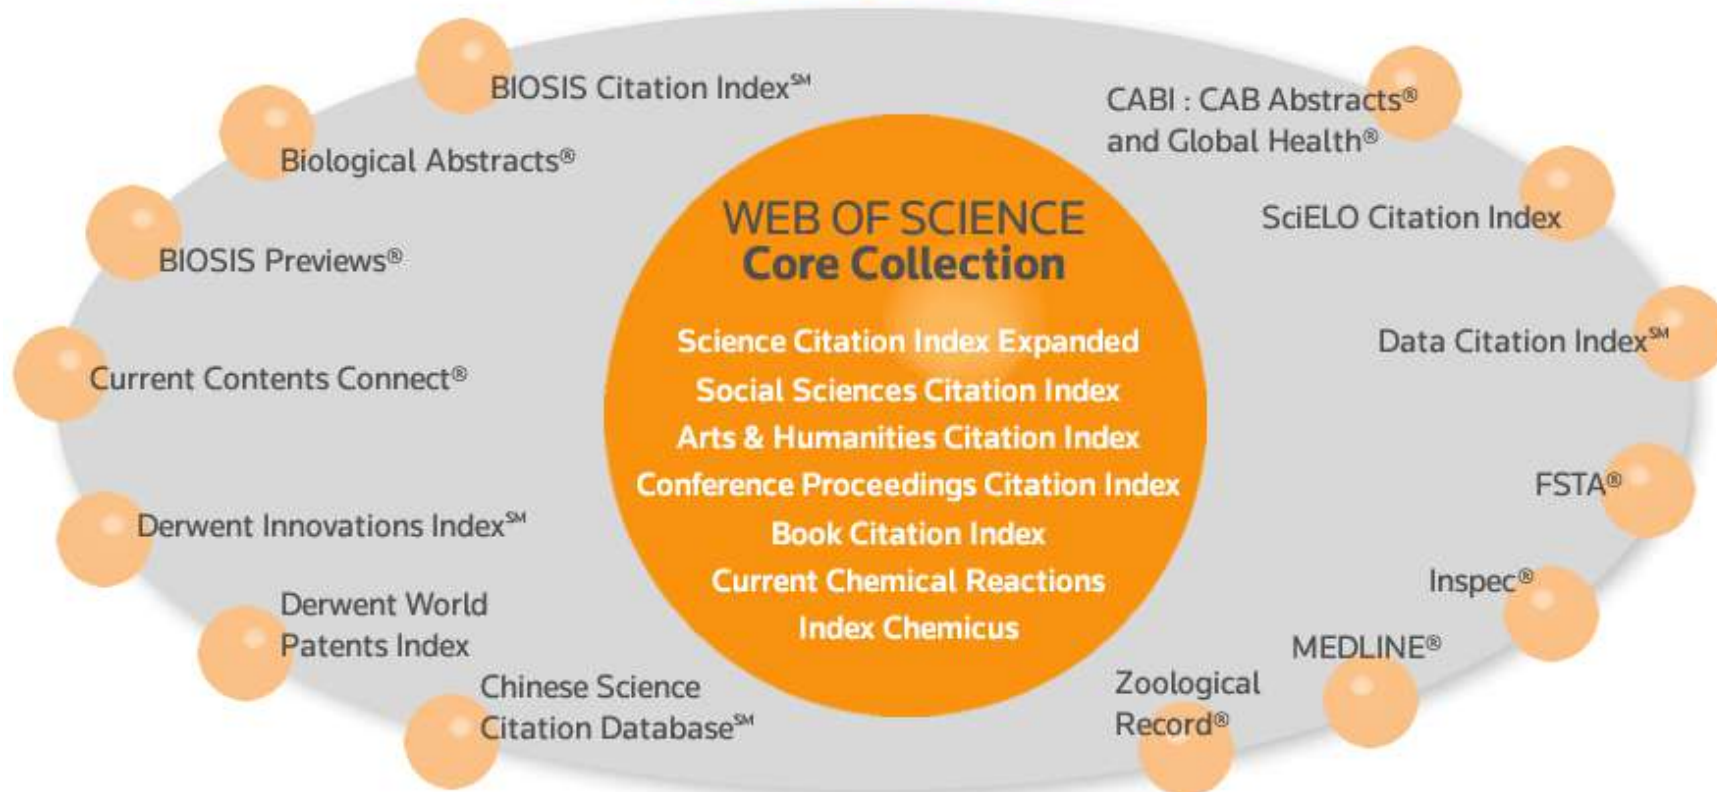 BIOSIS Citation Index℠
Biological Abstracts®
BIOSIS Previews®
Current Contents Connect®
Derwent Innovations Index℠
Derwent World
Patents Index
Chinese Science
Citation Database℠
WEB OF SCIENCE
Core Collection
Science Citation Index Expanded
Social Sciences Citation Index
Arts & Humanities Citation Index
Conference Proceedings Citation Index
Book Citation Index
Current Chemical Reactions
Index Chemicus
CABI : CAB Abstracts®
and Global Health®
SciELO Citation Index
Data Citation Index℠
FSTA®
Inspec®
MEDLINE®
Zoological
Record®